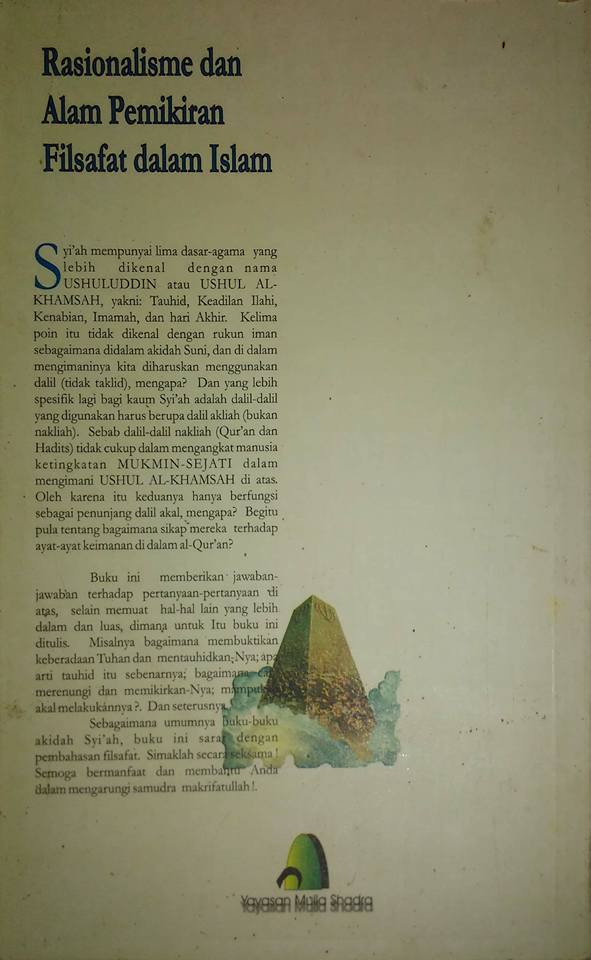 Rasionalisme dan
Alam Pemikiran
Filsafat dalam Islam
Syi'ah mempunyai lima dasar-agama yang
lebih dikenal dengan nama
USHULUDDIN atau USHUL AL-
KHAMSAH, yakni: Tauhid, Keadilan Ilahi,
Kenabian, Imamah, dan hari Akhir. Kelima
poin itu tidak dikenal dengan rukun iman
sebagaimana didalam akidah Suni, dan di dalam
mengimaninya kita diharuskan menggunakan
dalil (tidak taklid), mengapa? Dan yang lebih
spesifik lagi bagi kaum Syi'ah adalah dalil-dalil
yang digunakan harus berupa dalil akliah (bukan
nakliah). Sebab dalil-dalil nakliah (Qur'an dan
Hadits) tidak cukup dalam mengangkat manusia
ketingkatan MUKMIN-SEJATI dalam
mengimani USHUL AL-KHAMSAH di atas.
Oleh karena itu keduanya hanya berfungsi
sebagai penunjang dalil akal, mengapa? Begitu
pula tentang bagaimana sikap mereka terhadap
ayat-ayat keimanan di dalam al-Qur'an?
Buku ini memberikan jawaban-
jawaban terhadap pertanyaan-pertanyaan di
atas, selain memuat hal-hal lain yang lebih
dalam dan luas, dimana untuk Itu buku ini
ditulis. Misalnya bagaimana membuktikan
keberadaan Tuhan dan mentauhidkan-Nya; apa
arti tauhid itu sebenarnya; bagaimana
merenungi dan memikirkan-Nya; mampukah
akal melakukannya?. Dan seterusnya.
Sebagaimana umumnya buku-buku
akidah Syi'ah, buku ini sarat dengan
pembahasan filsafat. Simaklah secara seksama!
Semoga bermanfaat dan membantu Anda
dalam mengarungi samudra makrifatullah!.
Yayasan Mulla Shadra